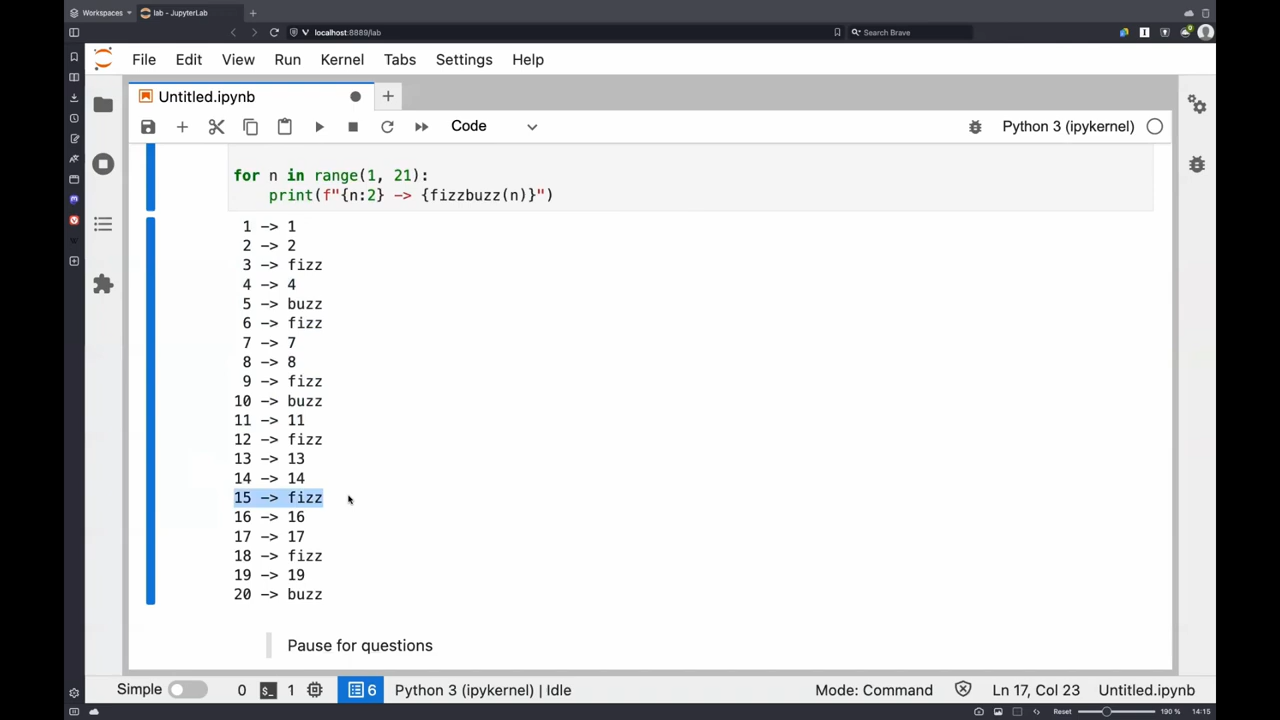 Workspaces
lab - JupyterLab
localhost:8889/lab
Search Brave
File Edit View Run Kernel Tabs Settings Help
Untitled.ipynb
Code
Python 3 (ipykernel)
for n in range(1, 21):
    print(f"{n:2} -> {fizzbuzz(n)}")
1 -> 1
2 -> 2
3 -> fizz
4 -> 4
5 -> buzz
6 -> fizz
7 -> 7
8 -> 8
9 -> fizz
10 -> buzz
11 -> 11
12 -> fizz
13 -> 13
14 -> 14
15 -> fizz
16 -> 16
17 -> 17
18 -> fizz
19 -> 19
20 -> buzz
Pause for questions
Simple 0 1 6 Python 3 (ipykernel) | Idle Mode: Command Ln 17, Col 23 Untitled.ipynb
Reset 190 % 14:15